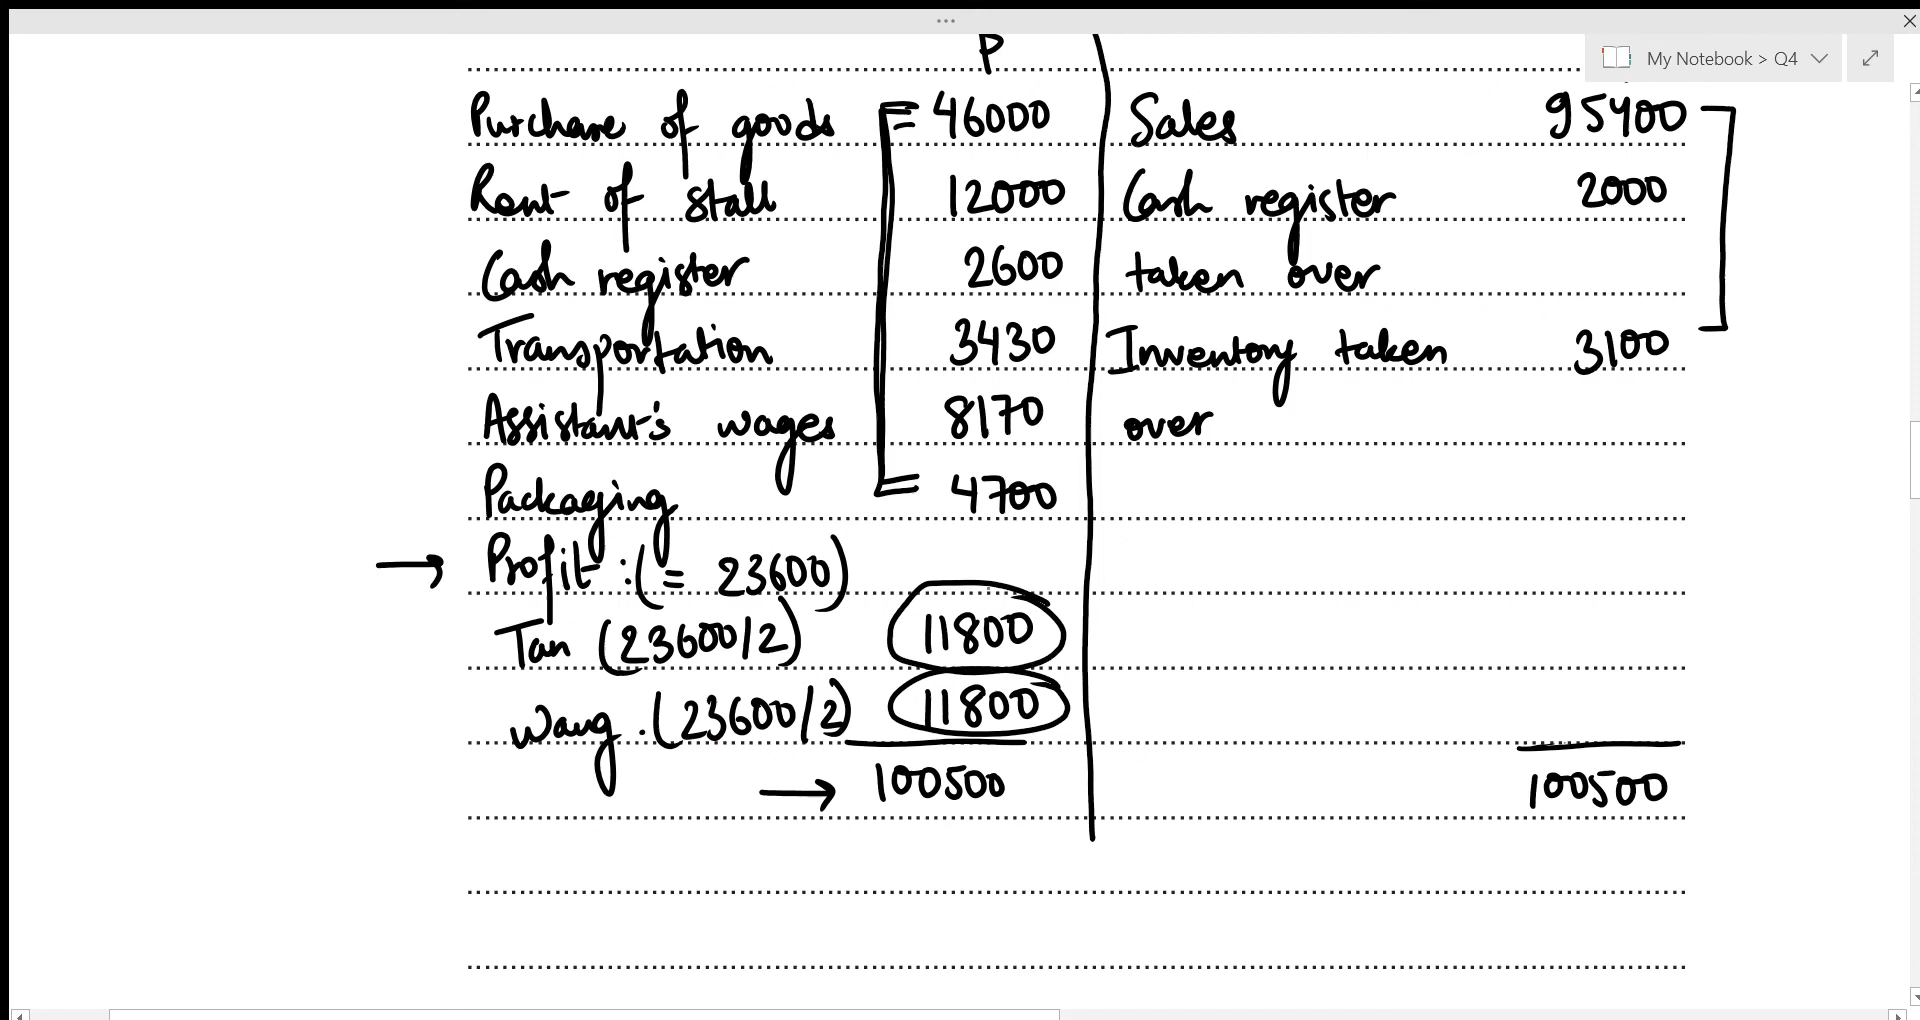 ...
My Notebook > Q4
P
Purchase of goods 46000 Sales 95400
Rent of stall 12000 Cash register 2000
Cash register 2600 taken over
Transportation 3430 Inventory taken 3100
Assistant's wages 8170 over
Packaging 4700
→ Profit :(= 23600)
Tan (23600/2) 11800
Wang .(23600/2) 11800
→ 100500 100500